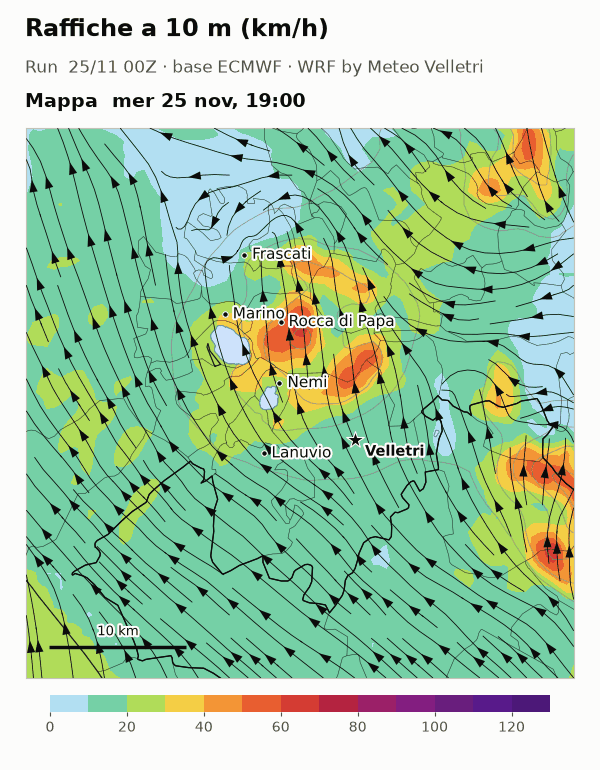 Raffiche a 10 m (km/h)
Run 25/11 00Z · base ECMWF · WRF by Meteo Velletri
Mappa mer 25 nov, 19:00
Frascati
Marino
Rocca di Papa
Nemi
Velletri
Lanuvio
10 km
0 20 40 60 80 100 120